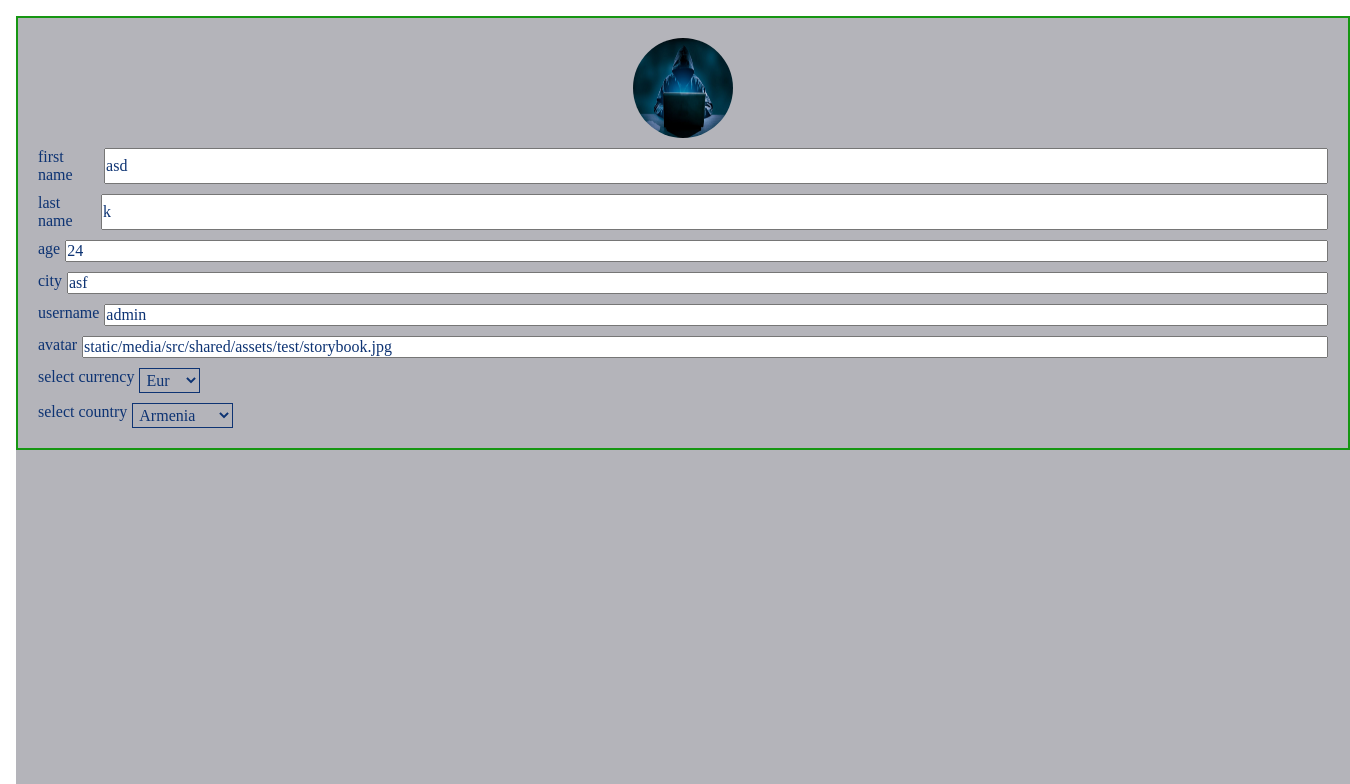 first
name
asd
last
name
k
age 24
city asf
username admin
avatar static/media/src/shared/assets/test/storybook.jpg
select currency Eur
select country Armenia